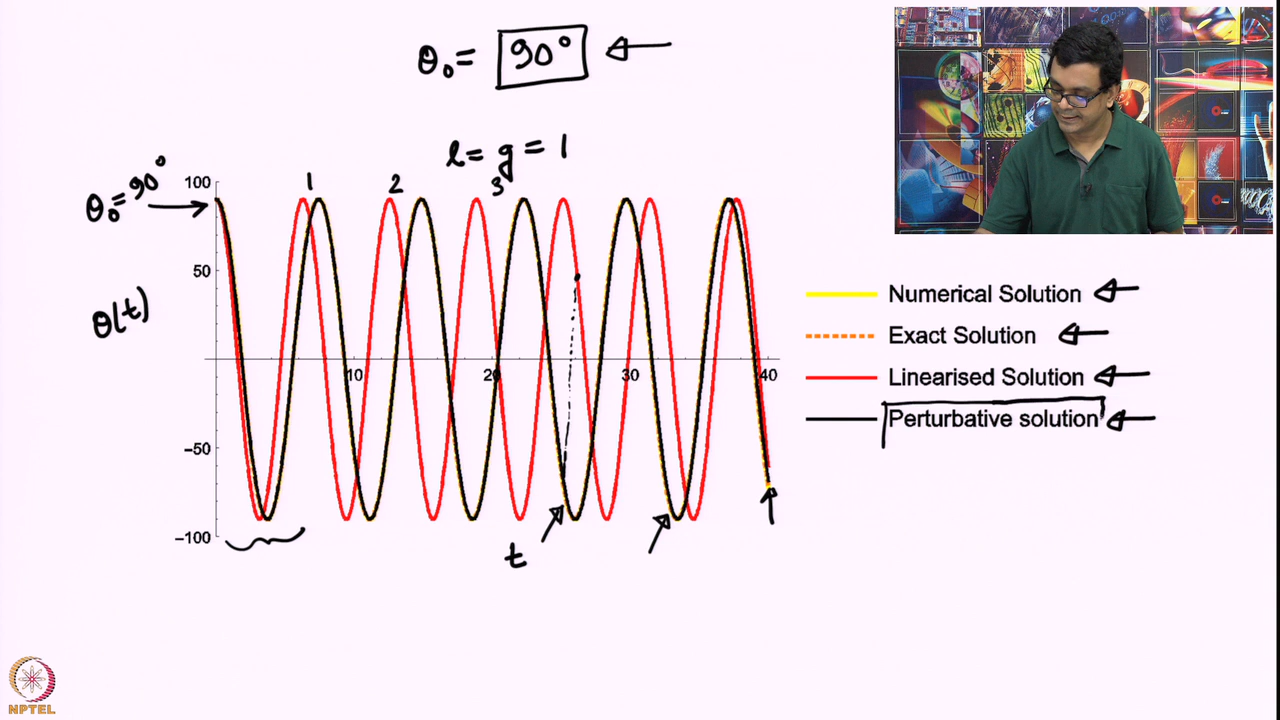 θ₀ = 90°
l = g = 1
θ₀ = 90°
100
1
2
3
50
θ(t)
10
20
30
40
−50
−100
t
Numerical Solution
Exact Solution
Linearised Solution
Perturbative solution
NPTEL